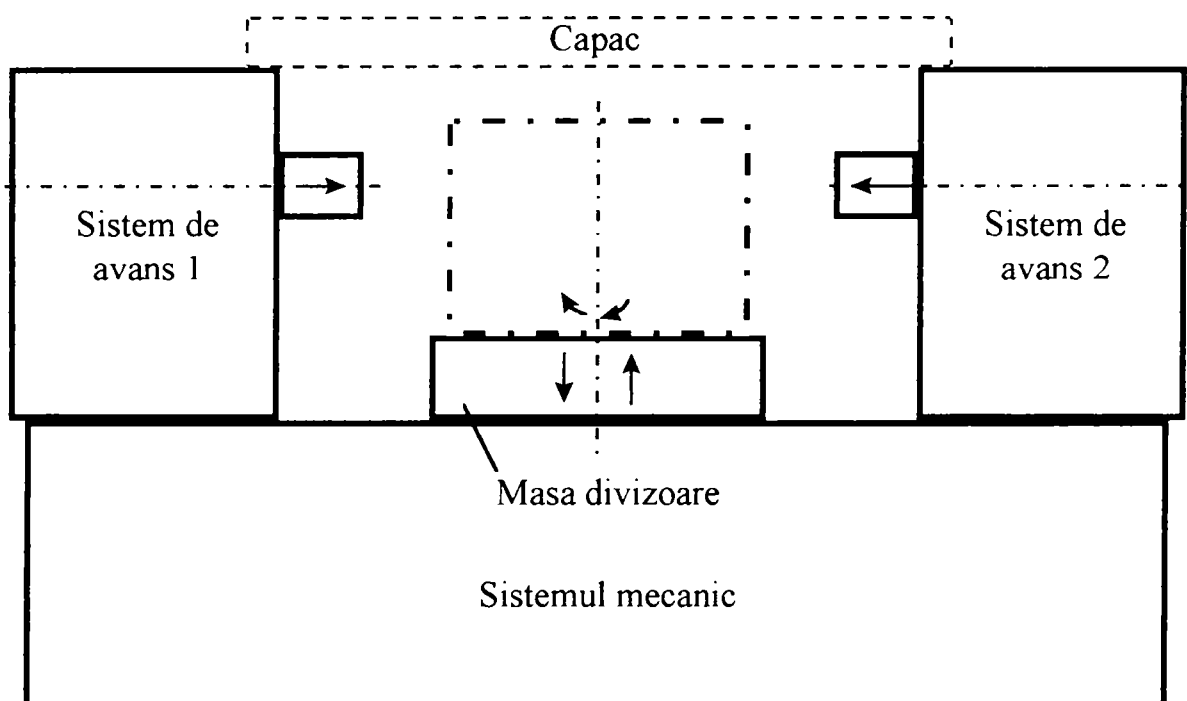 Capac
Sistem de
avans 1
Sistem de
avans 2
Masa divizoare
Sistemul mecanic